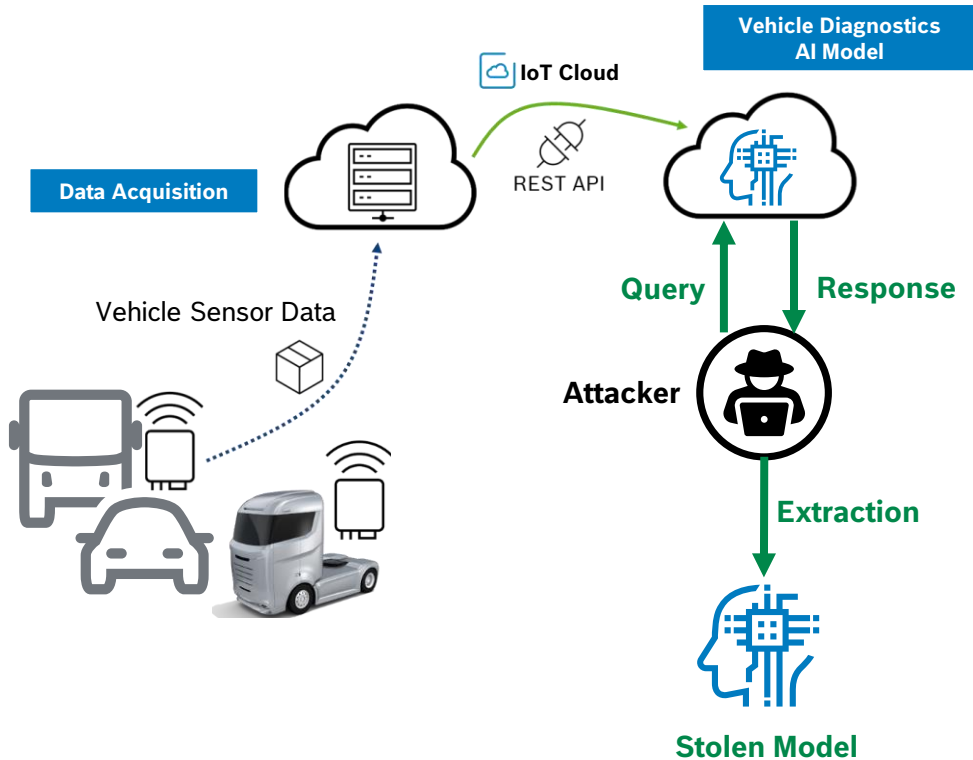 Vehicle Diagnostics
AI Model
IoT Cloud
REST API
Data Acquisition
Query
Response
Vehicle Sensor Data
Attacker
Extraction
Stolen Model